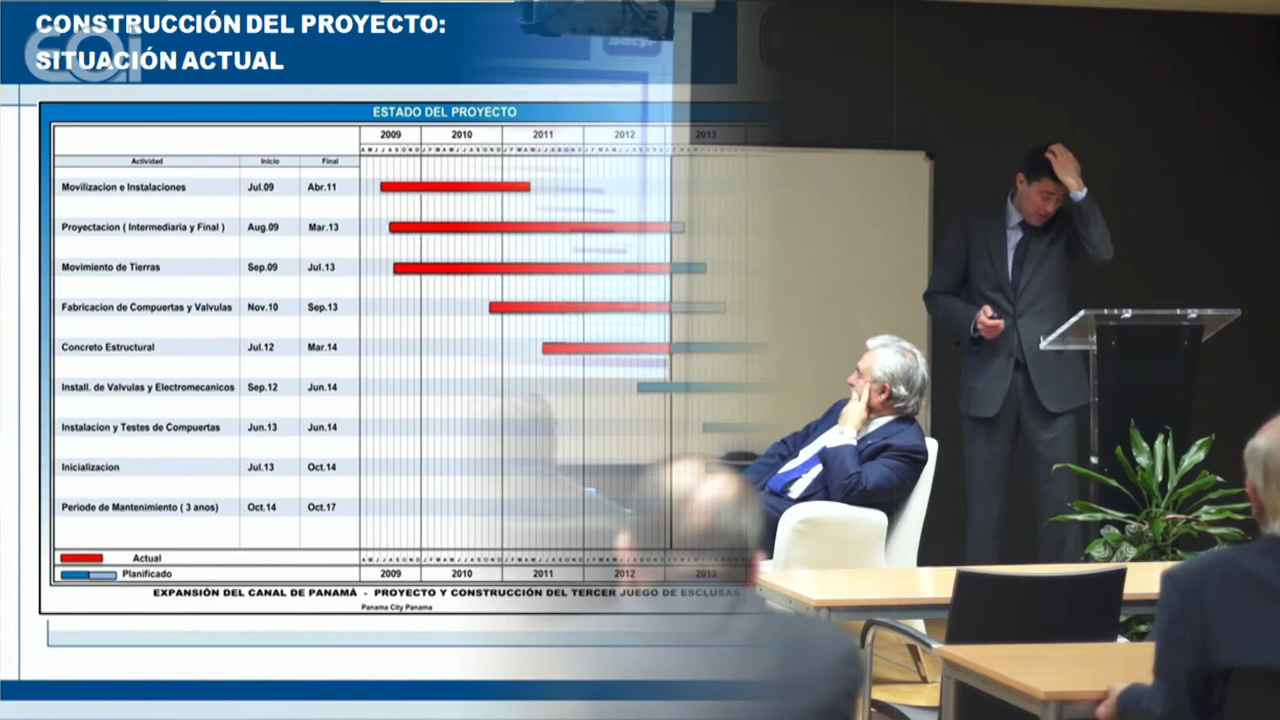 CONSTRUCCIÓN DEL PROYECTO:
SITUACIÓN ACTUAL
eoi
Sacyr
ESTADO DEL PROYECTO
2009 2010 2011 2012 2013
A M J J A S O N D J F M A M J J A S O N D J F M A M J J A S O N D J F M A M J J A S O N D J F M A M J J A S O N D
Actividad Inicio Final
Movilizacion e Instalaciones Jul.09 Abr.11
Proyectacion ( Intermediaria y Final ) Aug.09 Mar.13
Movimiento de Tierras Sep.09 Jul.13
Fabricacion de Compuertas y Valvulas Nov.10 Sep.13
Concreto Estructural Jul.12 Mar.14
Install. de Valvulas y Electromecanicos Sep.12 Jun.14
Instalacion y Testes de Compuertas Jun.13 Jun.14
Inicializacion Jul.13 Oct.14
Periode de Mantenimiento ( 3 anos) Oct.14 Oct.17
Actual
A M J J A S O N D J F M A M J J A S O N D J F M A M J J A S O N D J F M A M J J A S O N D J F M A M J J A S O N D
Planificado 2009 2010 2011 2012 2013
EXPANSIÓN DEL CANAL DE PANAMÁ - PROYECTO Y CONSTRUCCIÓN DEL TERCER JUEGO DE ESCLUSAS
Panama City Panama